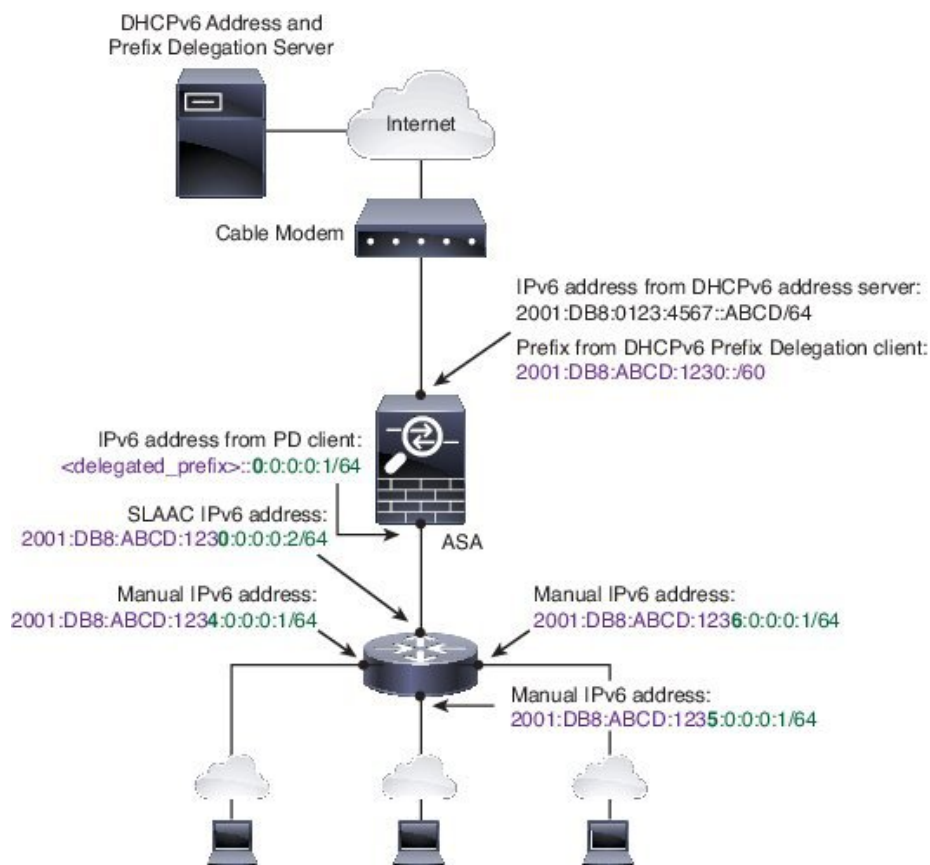 DHCPv6 Address and
Prefix Delegation Server
Internet
Cable Modem
IPv6 address from DHCPv6 address server:
2001:DB8:0123:4567::ABCD/64
Prefix from DHCPv6 Prefix Delegation client:
2001:DB8:ABCD:1230::/60
IPv6 address from PD client:
<delegated_prefix>::0:0:0:0:1/64
SLAAC IPv6 address:
2001:DB8:ABCD:1230:0:0:0:2/64
ASA
Manual IPv6 address:
2001:DB8:ABCD:1234:0:0:0:1/64
Manual IPv6 address:
2001:DB8:ABCD:1236:0:0:0:1/64
Manual IPv6 address:
2001:DB8:ABCD:1235:0:0:0:1/64